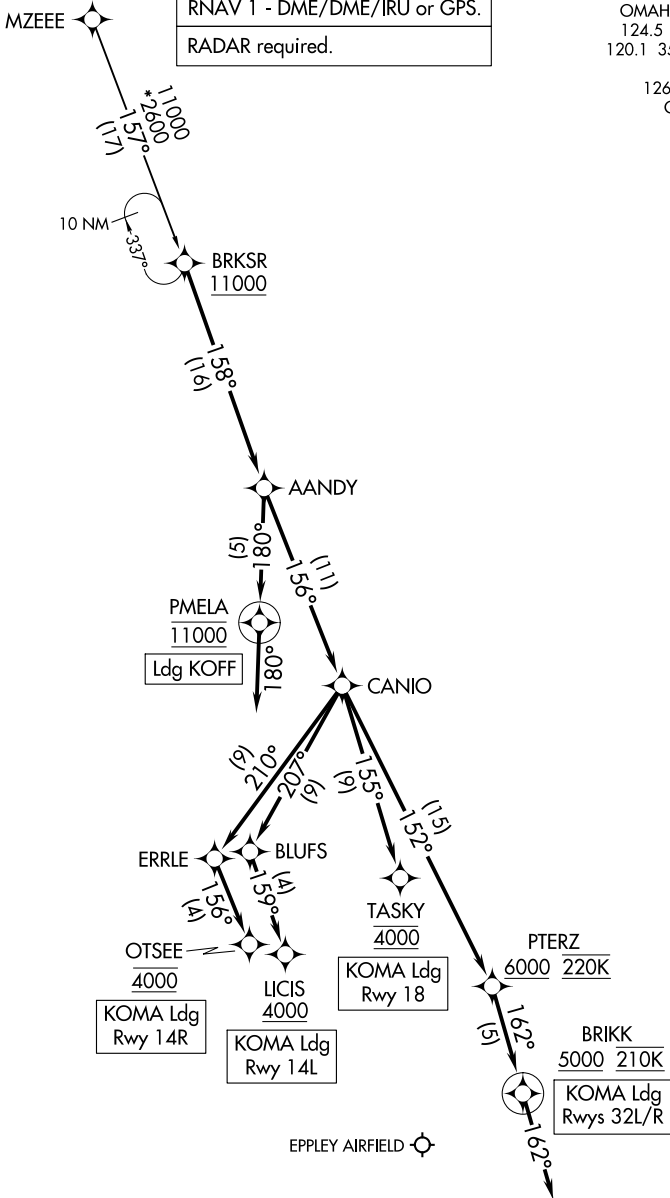 RNAV 1 - DME/DME/IRU or GPS.
RADAR required.
OMAH
124.5
120.1 35
126
MZEEE
11000
*2600
157°
(17)
10 NM
337°
BRKSR
11000
158°
(16)
AANDY
(5)
180°
156°
(11)
PMELA
11000
Ldg KOFF
180°
CANIO
(9)
210°
207°
(9)
155°
(9)
(15)
152°
ERRLE
BLUFS
156°
(4)
(4)
159°
TASKY
4000
KOMA Ldg
Rwy 18
OTSEE
4000
KOMA Ldg
Rwy 14R
LICIS
4000
KOMA Ldg
Rwy 14L
PTERZ
6000 220K
162°
(5)
BRIKK
5000 210K
KOMA Ldg
Rwys 32L/R
162°
EPPLEY AIRFIELD